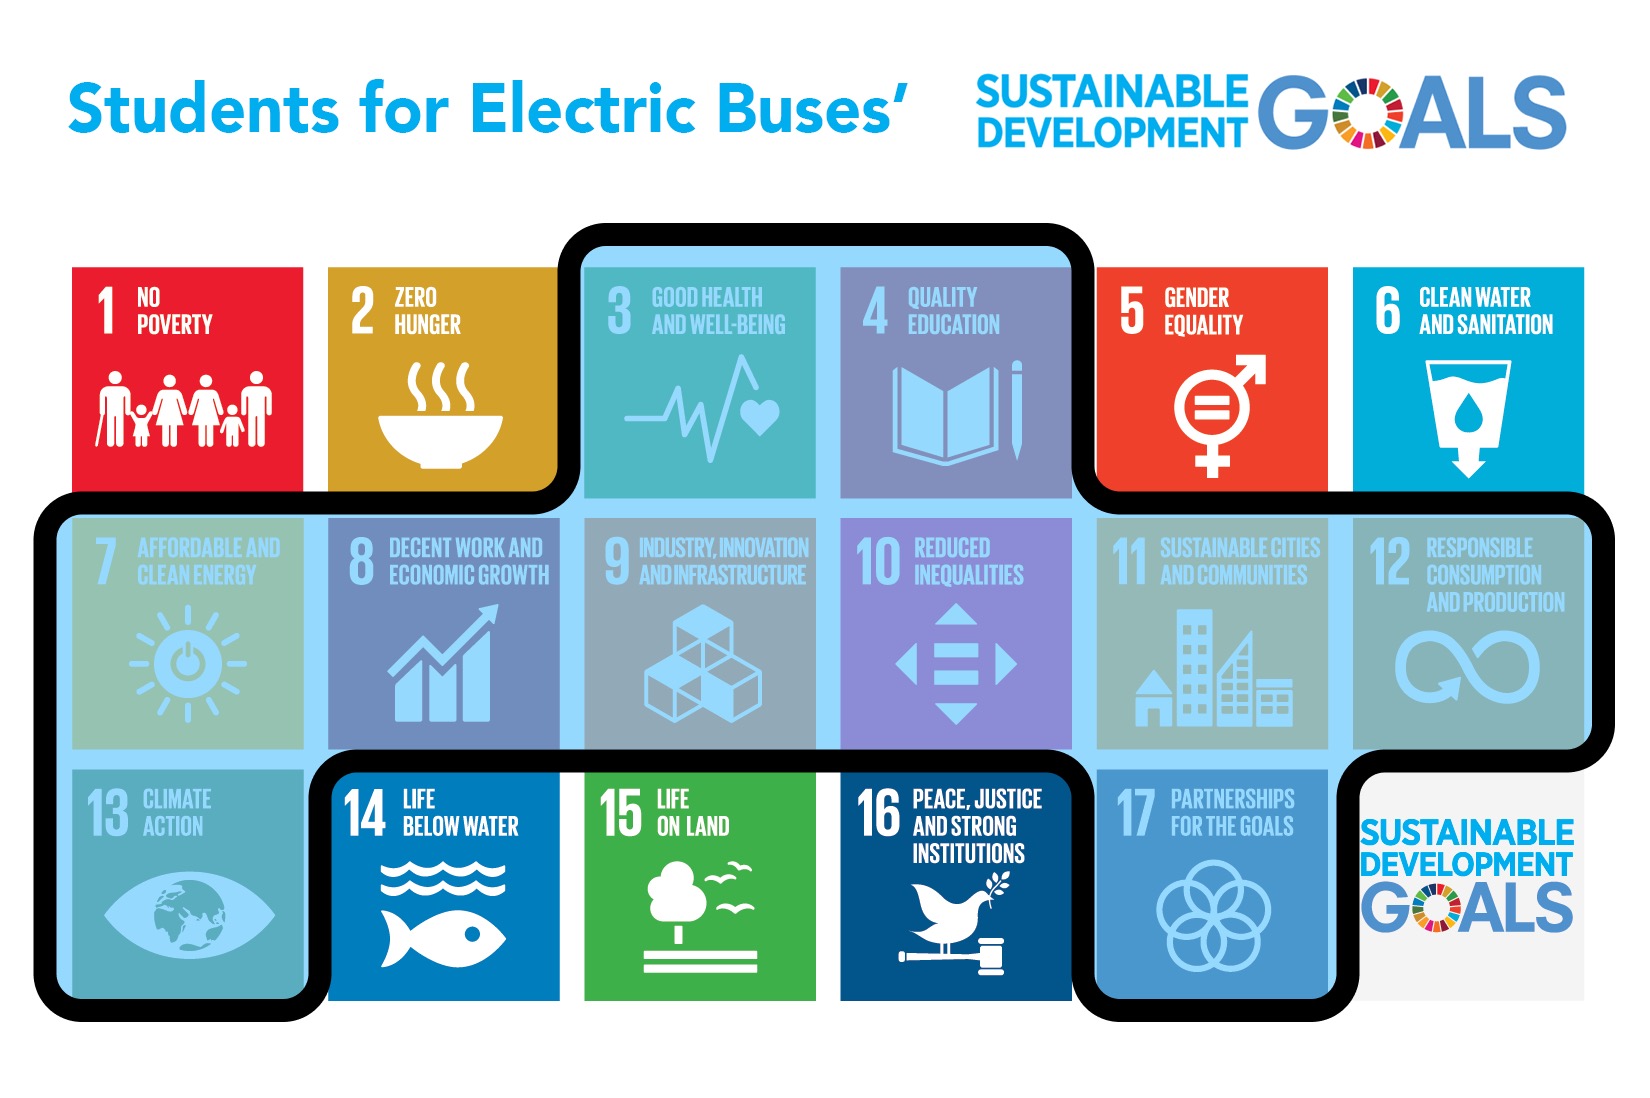 Students for Electric Buses’
SUSTAINABLE
DEVELOPMENT
GOALS
1 NO
POVERTY
2 ZERO
HUNGER
3 GOOD HEALTH
AND WELL-BEING
4 QUALITY
EDUCATION
5 GENDER
EQUALITY
6 CLEAN WATER
AND SANITATION
7 AFFORDABLE AND
CLEAN ENERGY
8 DECENT WORK AND
ECONOMIC GROWTH
9 INDUSTRY, INNOVATION
AND INFRASTRUCTURE
10 REDUCED
INEQUALITIES
11 SUSTAINABLE CITIES
AND COMMUNITIES
12 RESPONSIBLE
CONSUMPTION
AND PRODUCTION
13 CLIMATE
ACTION
14 LIFE
BELOW WATER
15 LIFE
ON LAND
16 PEACE, JUSTICE
AND STRONG
INSTITUTIONS
17 PARTNERSHIPS
FOR THE GOALS
SUSTAINABLE
DEVELOPMENT
GOALS